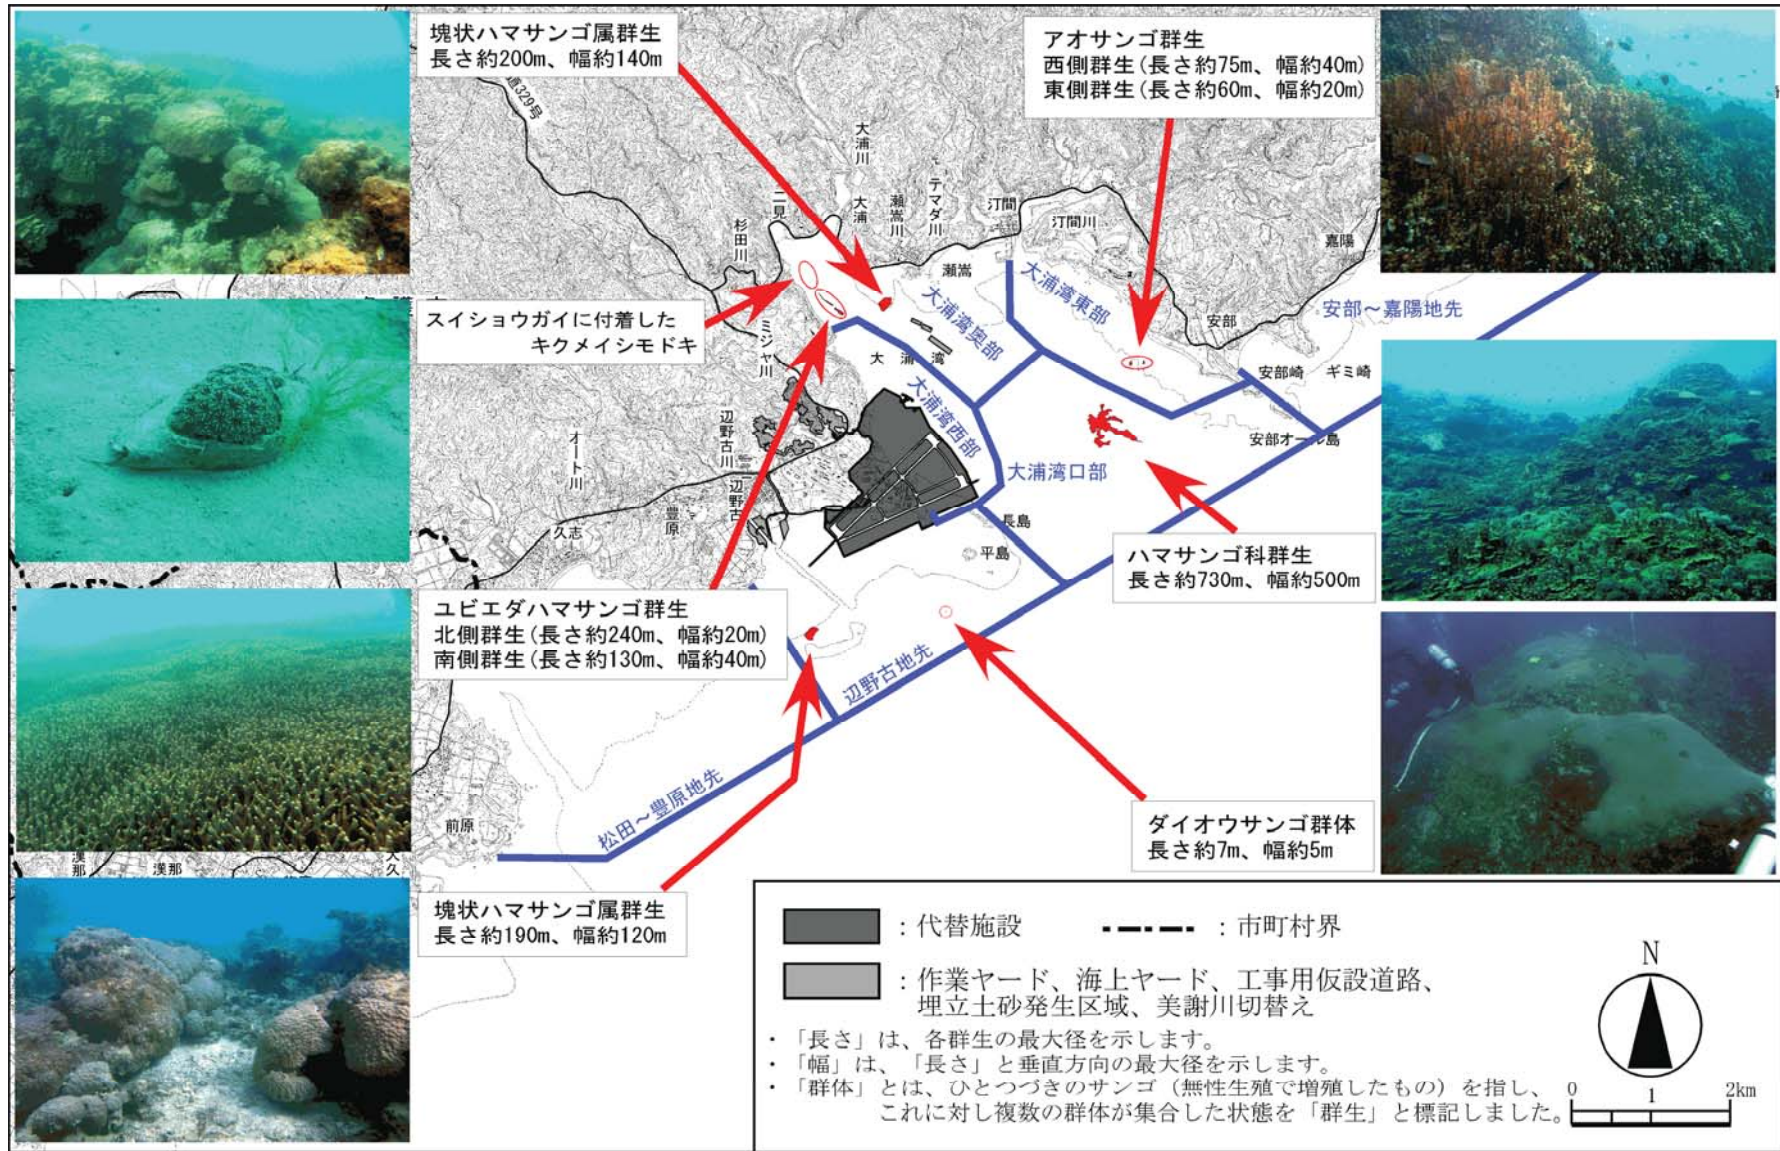 塊状ハマサンゴ属群生
長さ約200m、幅約140m
アオサンゴ群生
西側群生(長さ約75m、幅約40m)
東側群生(長さ約60m、幅約20m)
道329号
大浦川
二見
杉田川
大浦
瀬嵩川
テマダ川
汀間
汀間川
嘉陽
瀬嵩
大浦湾奥部
大浦湾東部
安部
安部~嘉陽地先
スイショウガイに付着した
キクメイシモドキ
ミジャ川
大浦湾
大浦湾西部
安部崎
ギミ崎
安部オール島
大浦湾口部
辺野古川
辺野古
オート川
豊原
久志
長島
平島
ハマサンゴ科群生
長さ約730m、幅約500m
ユビエダハマサンゴ群生
北側群生(長さ約240m、幅約20m)
南側群生(長さ約130m、幅約40m)
辺野古地先
松田~豊原地先
前原
漢那
漢那
ダイオウサンゴ群体
長さ約7m、幅約5m
塊状ハマサンゴ属群生
長さ約190m、幅約120m
:代替施設
:市町村界
:作業ヤード、海上ヤード、工事用仮設道路、
埋立土砂発生区域、美謝川切替え
・「長さ」は、各群生の最大径を示します。
・「幅」は、「長さ」と垂直方向の最大径を示します。
・「群体」とは、ひとつづきのサンゴ(無性生殖で増殖したもの)を指し、
これに対し複数の群体が集合した状態を「群生」と標記しました。
N
0 1 2km